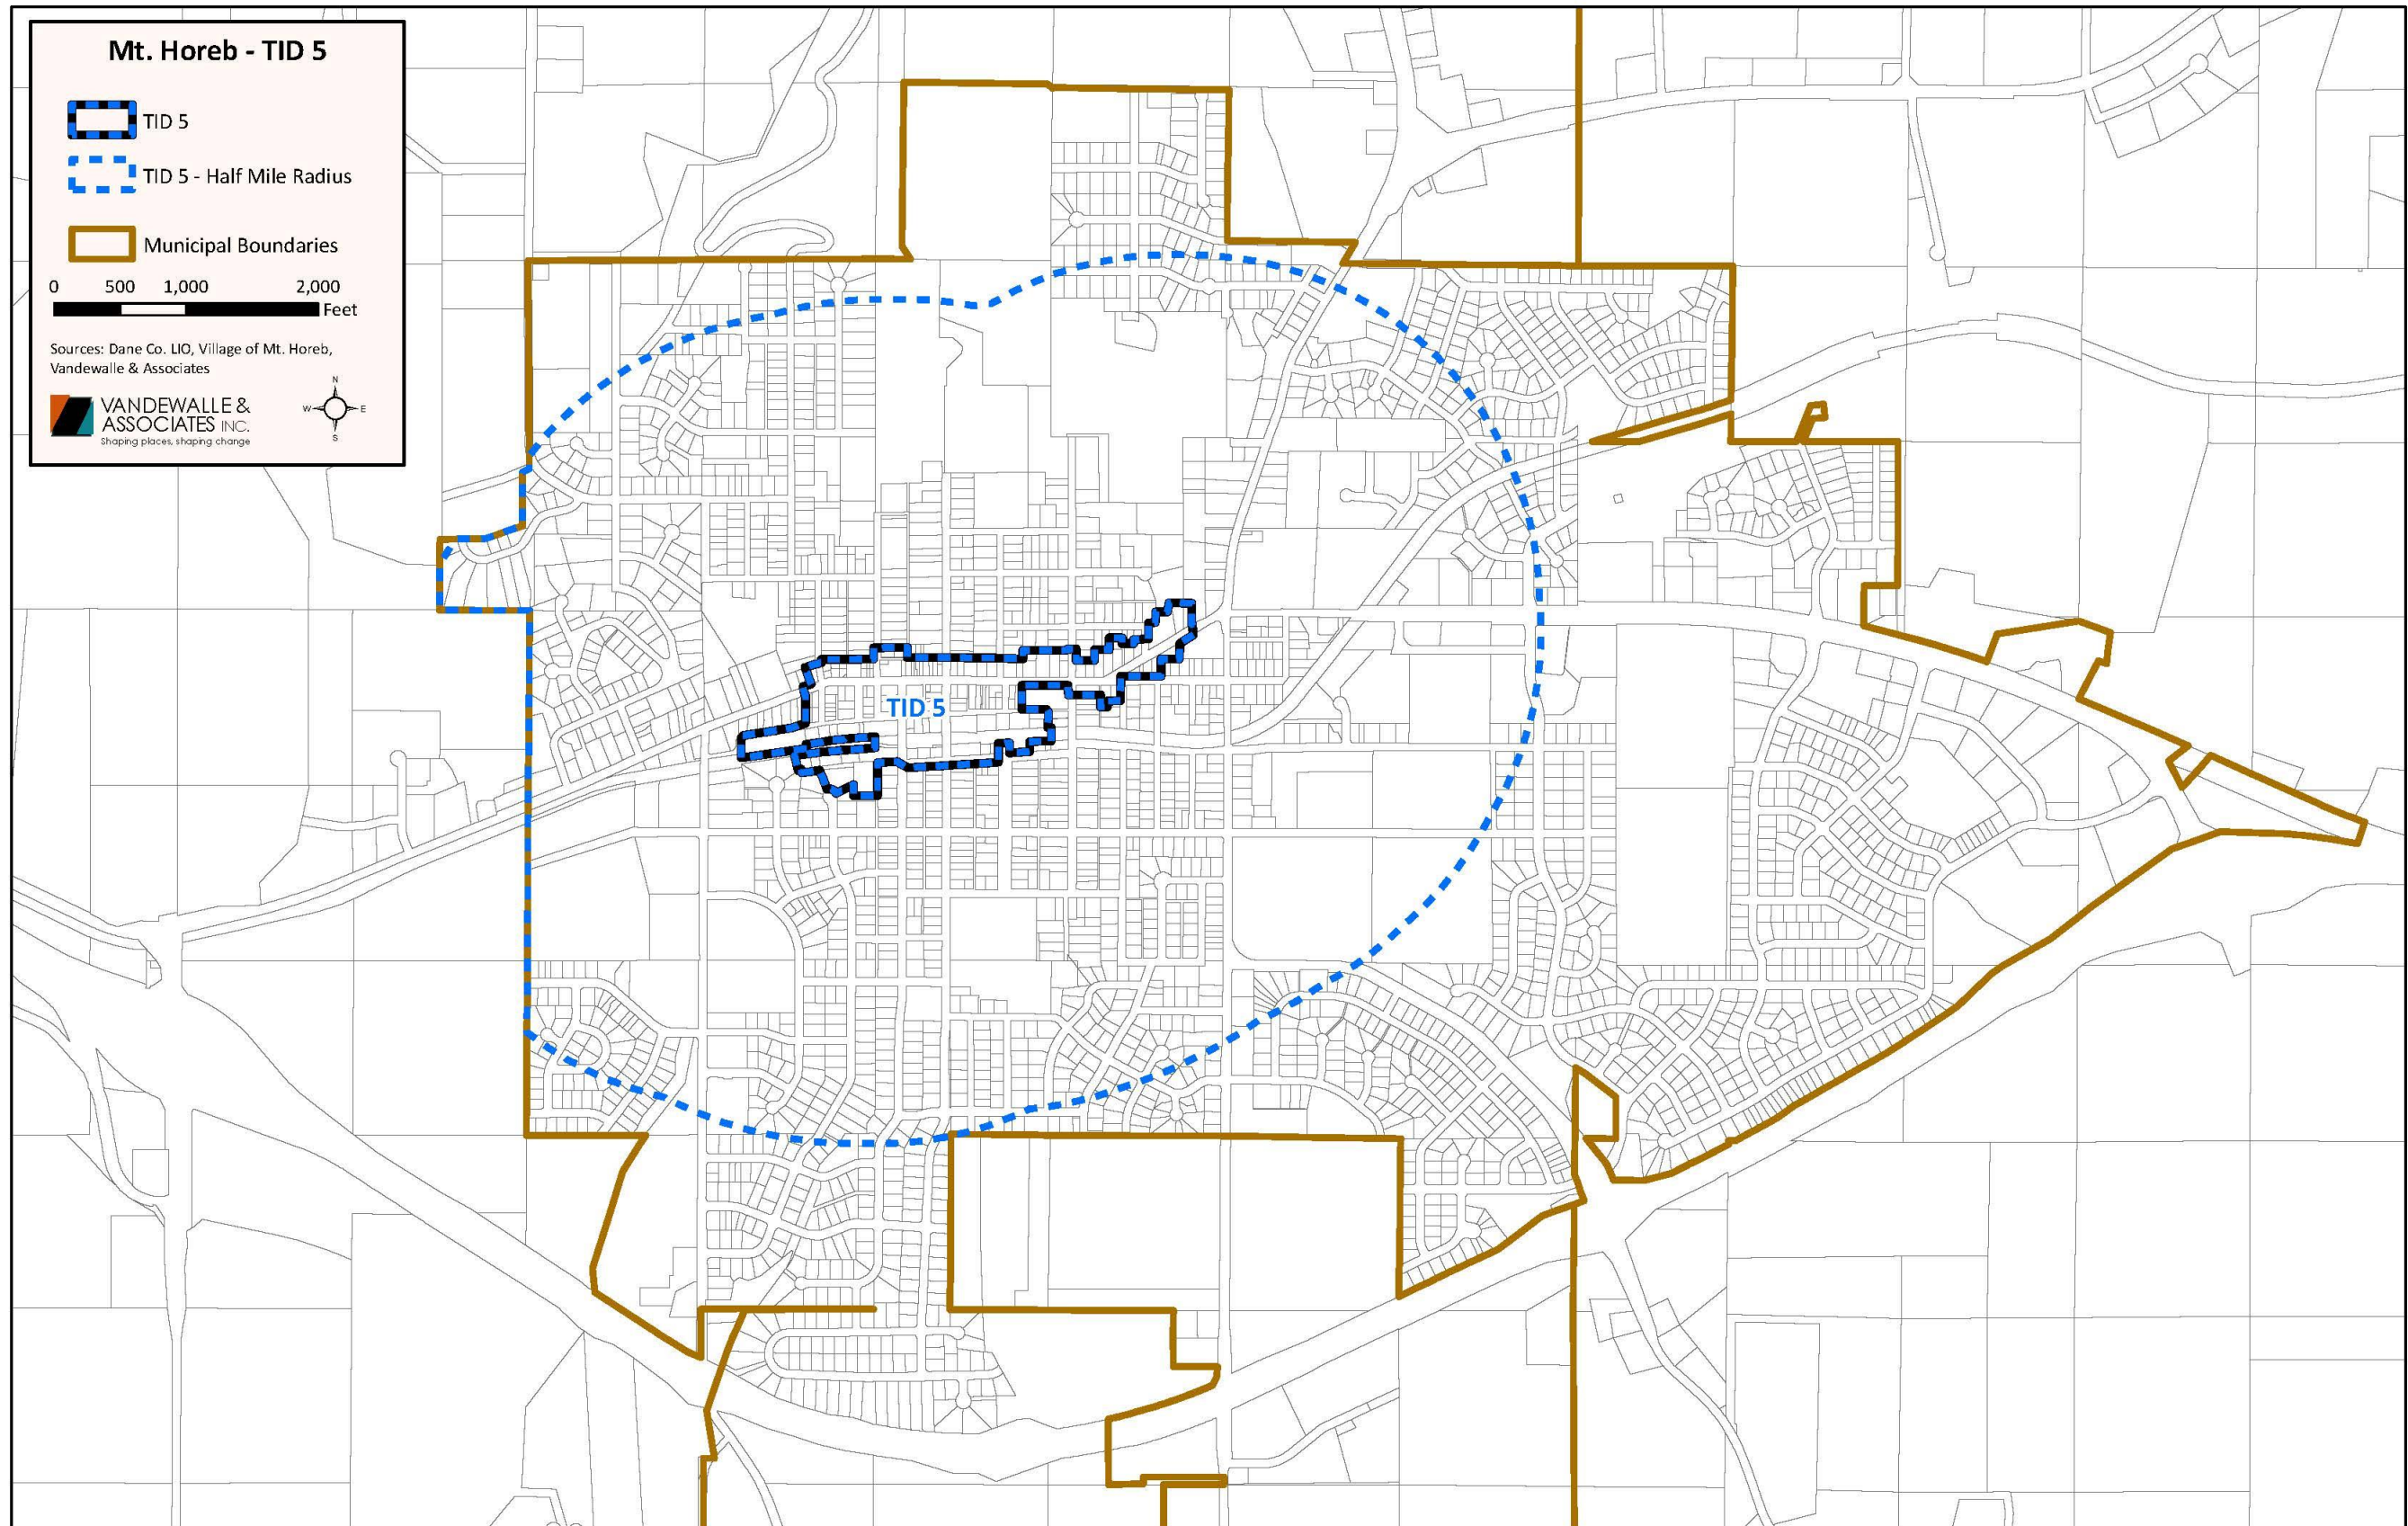 Mt. Horeb - TID 5
TID 5
TID 5 - Half Mile Radius
Municipal Boundaries
0 500 1,000 2,000
Feet
Sources: Dane Co. LIO, Village of Mt. Horeb,
Vandewalle & Associates
VANDEWALLE &
ASSOCIATES INC.
Shaping places, shaping change
N
W E
S
TID 5